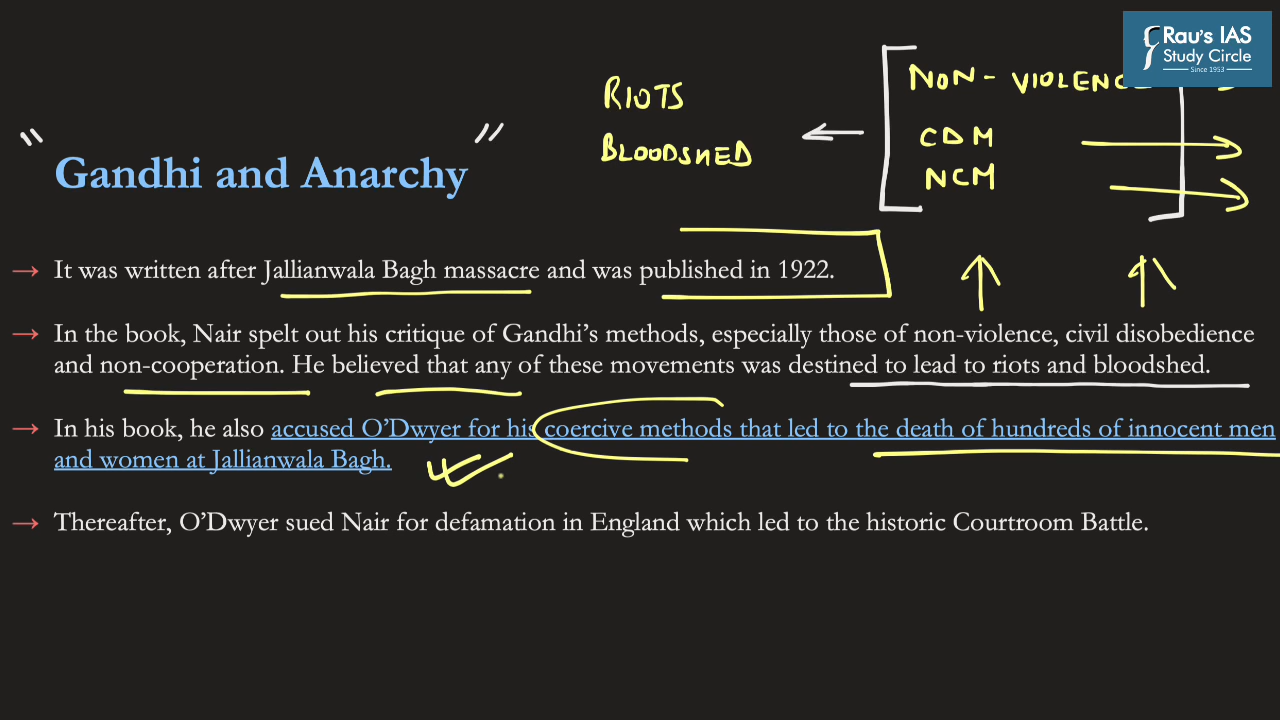 Rau's IAS
Study Circle
Since 1953
NON - VIOLENCE
RIOTS
CDM
BLOODSHED
NCM
"Gandhi and Anarchy"
→ It was written after Jallianwala Bagh massacre and was published in 1922.
→ In the book, Nair spelt out his critique of Gandhi's methods, especially those of non-violence, civil disobedience
and non-cooperation. He believed that any of these movements was destined to lead to riots and bloodshed.
→ In his book, he also accused O'Dwyer for his coercive methods that led to the death of hundreds of innocent men
and women at Jallianwala Bagh.
→ Thereafter, O'Dwyer sued Nair for defamation in England which led to the historic Courtroom Battle.